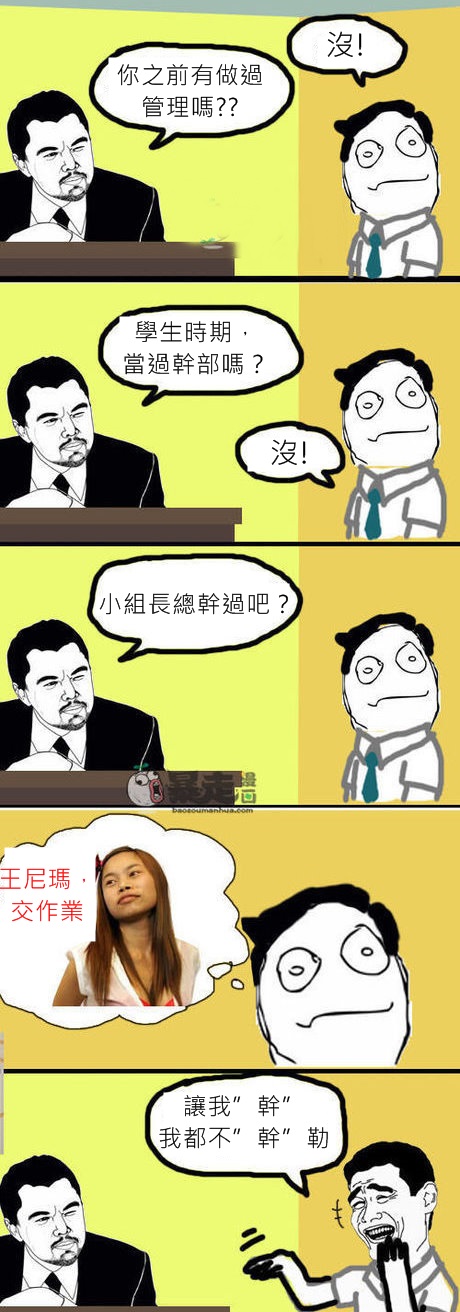 沒!
你之前有做過
管理嗎??
學生時期，
當過幹部嗎？
沒!
小組長總幹過吧？
暴走漫画
baozoumanhua.com
王尼瑪，
交作業
讓我”幹”
我都不”幹”勒